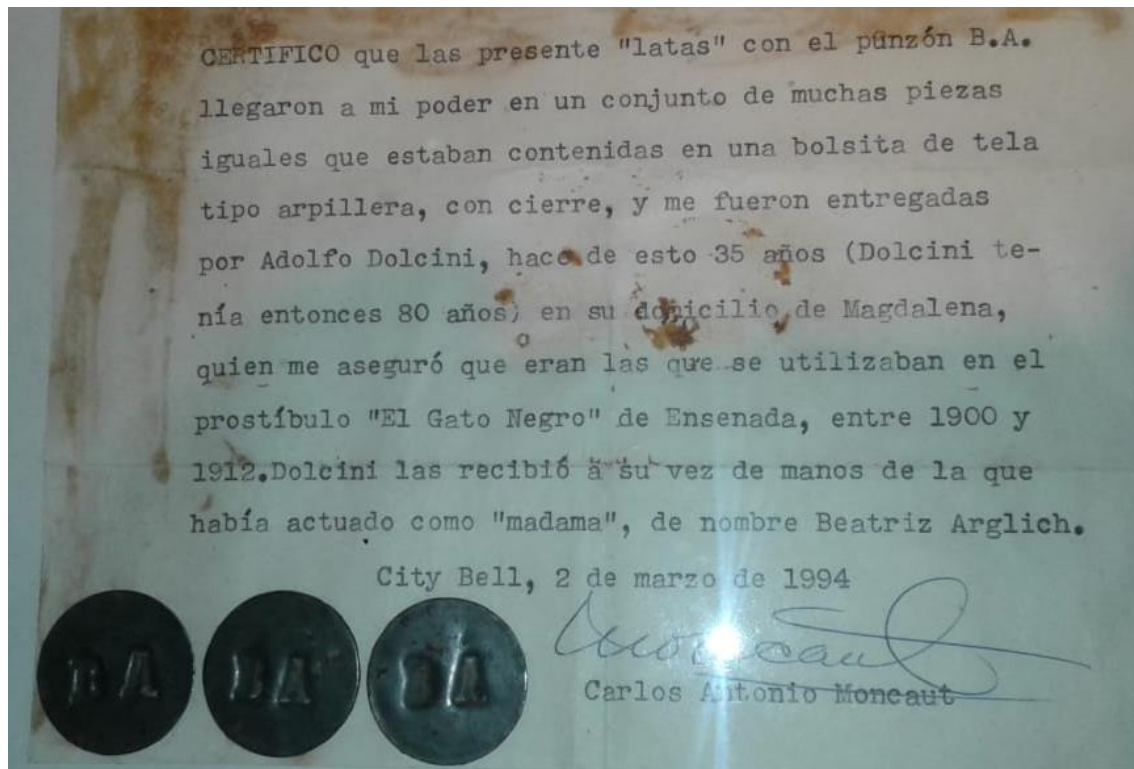 CERTIFICO que las presente "latas" con el punzón B.A.
llegaron a mi poder en un conjunto de muchas piezas
iguales que estaban contenidas en una bolsita de tela
tipo arpillera, con cierre, y me fueron entregadas
por Adolfo Dolcini, hace de esto 35 años (Dolcini te-
nía entonces 80 años) en su domicilio de Magdalena,
quien me aseguró que eran las que se utilizaban en el
prostíbulo "El Gato Negro" de Ensenada, entre 1900 y
1912.Dolcini las recibió a su vez de manos de la que
había actuado como "madama", de nombre Beatriz Arglich.
City Bell, 2 de marzo de 1994
Moncaut
Carlos Antonio Moncaut
BA BA BA